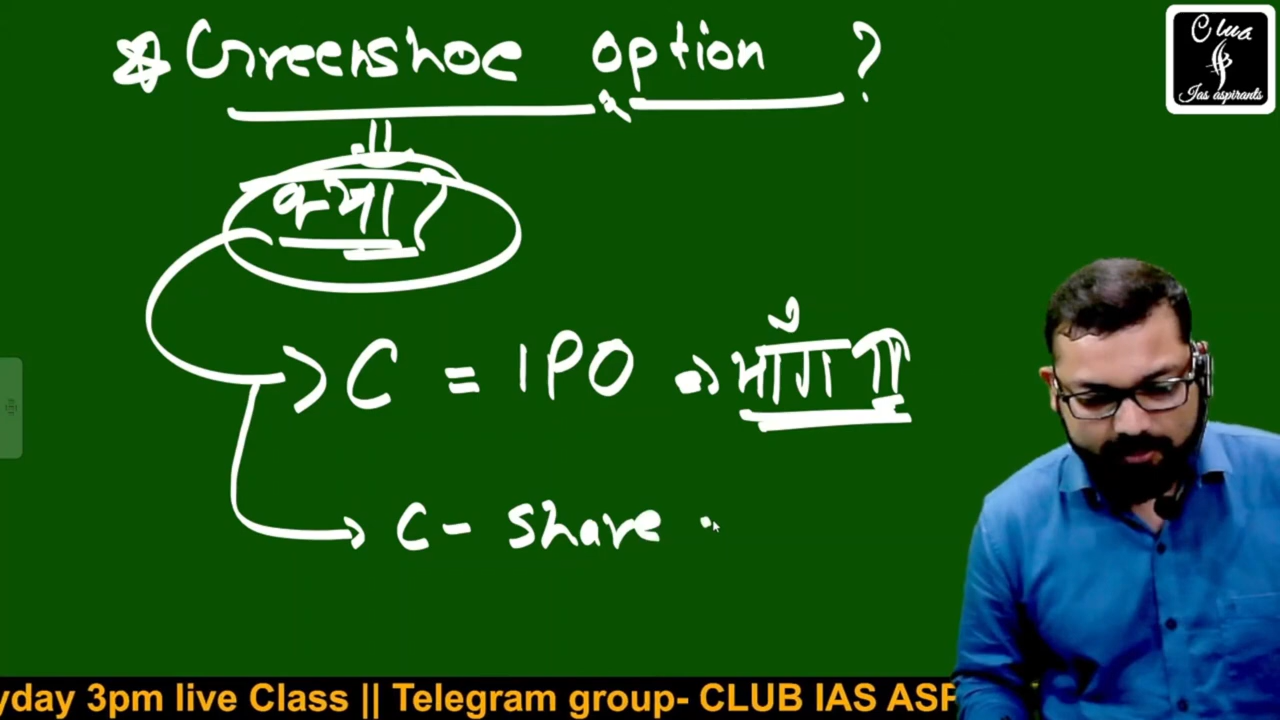 Greenshoe option ?
Club
Ias aspirants
क्या?
C = IPO → माँग ↑↑
C - share
yday 3pm live Class || Telegram group- CLUB IAS ASP